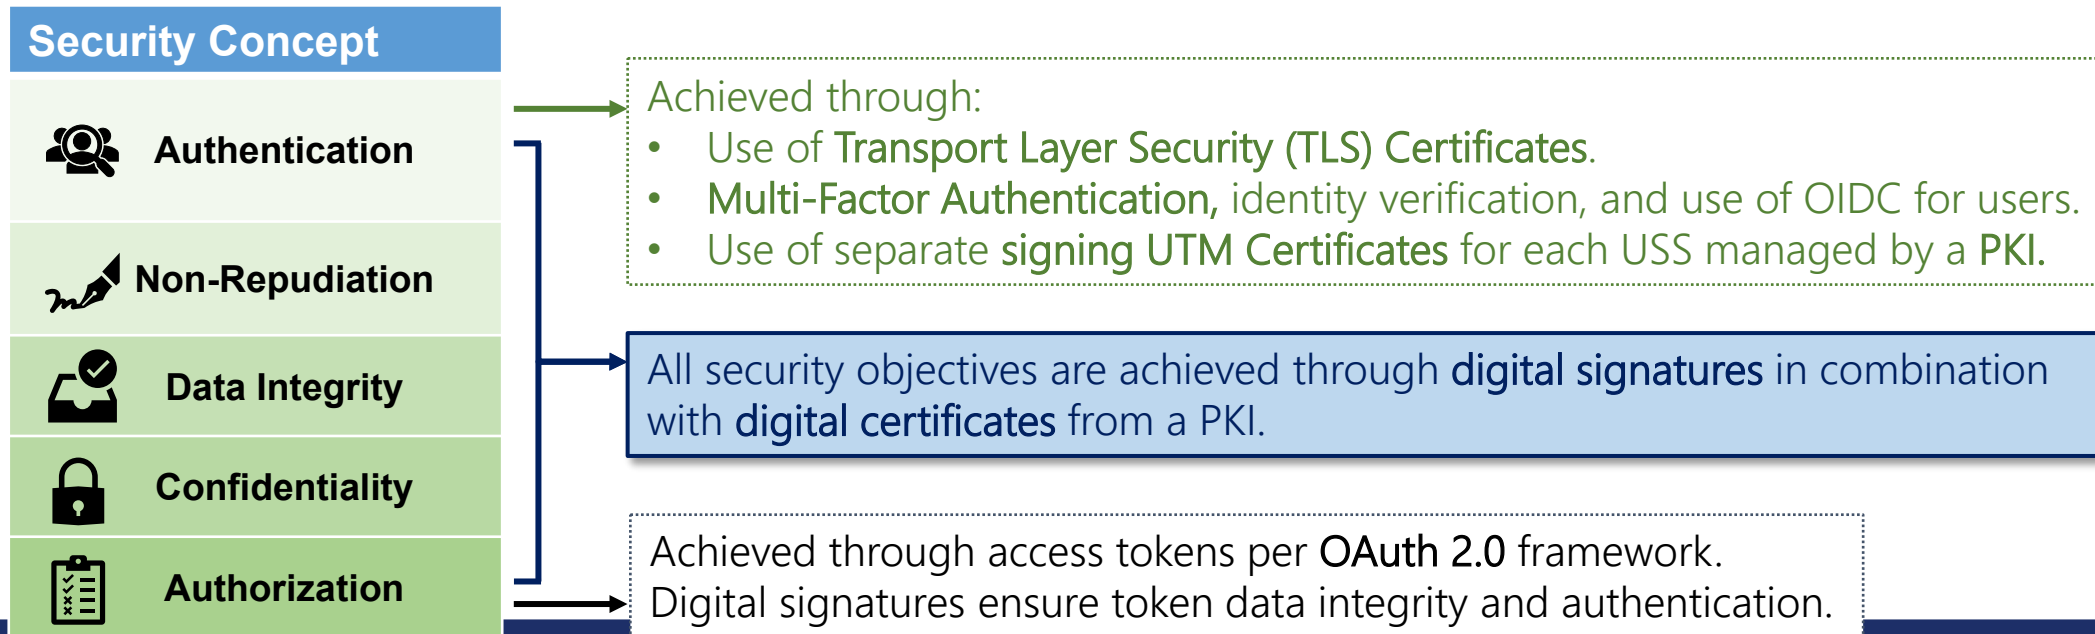 Security Concept
Authentication
Non-Repudiation
Data Integrity
Confidentiality
Authorization
Achieved through:
• Use of Transport Layer Security (TLS) Certificates.
• Multi-Factor Authentication, identity verification, and use of OIDC for users.
• Use of separate signing UTM Certificates for each USS managed by a PKI.
All security objectives are achieved through digital signatures in combination
with digital certificates from a PKI.
Achieved through access tokens per OAuth 2.0 framework.
Digital signatures ensure token data integrity and authentication.